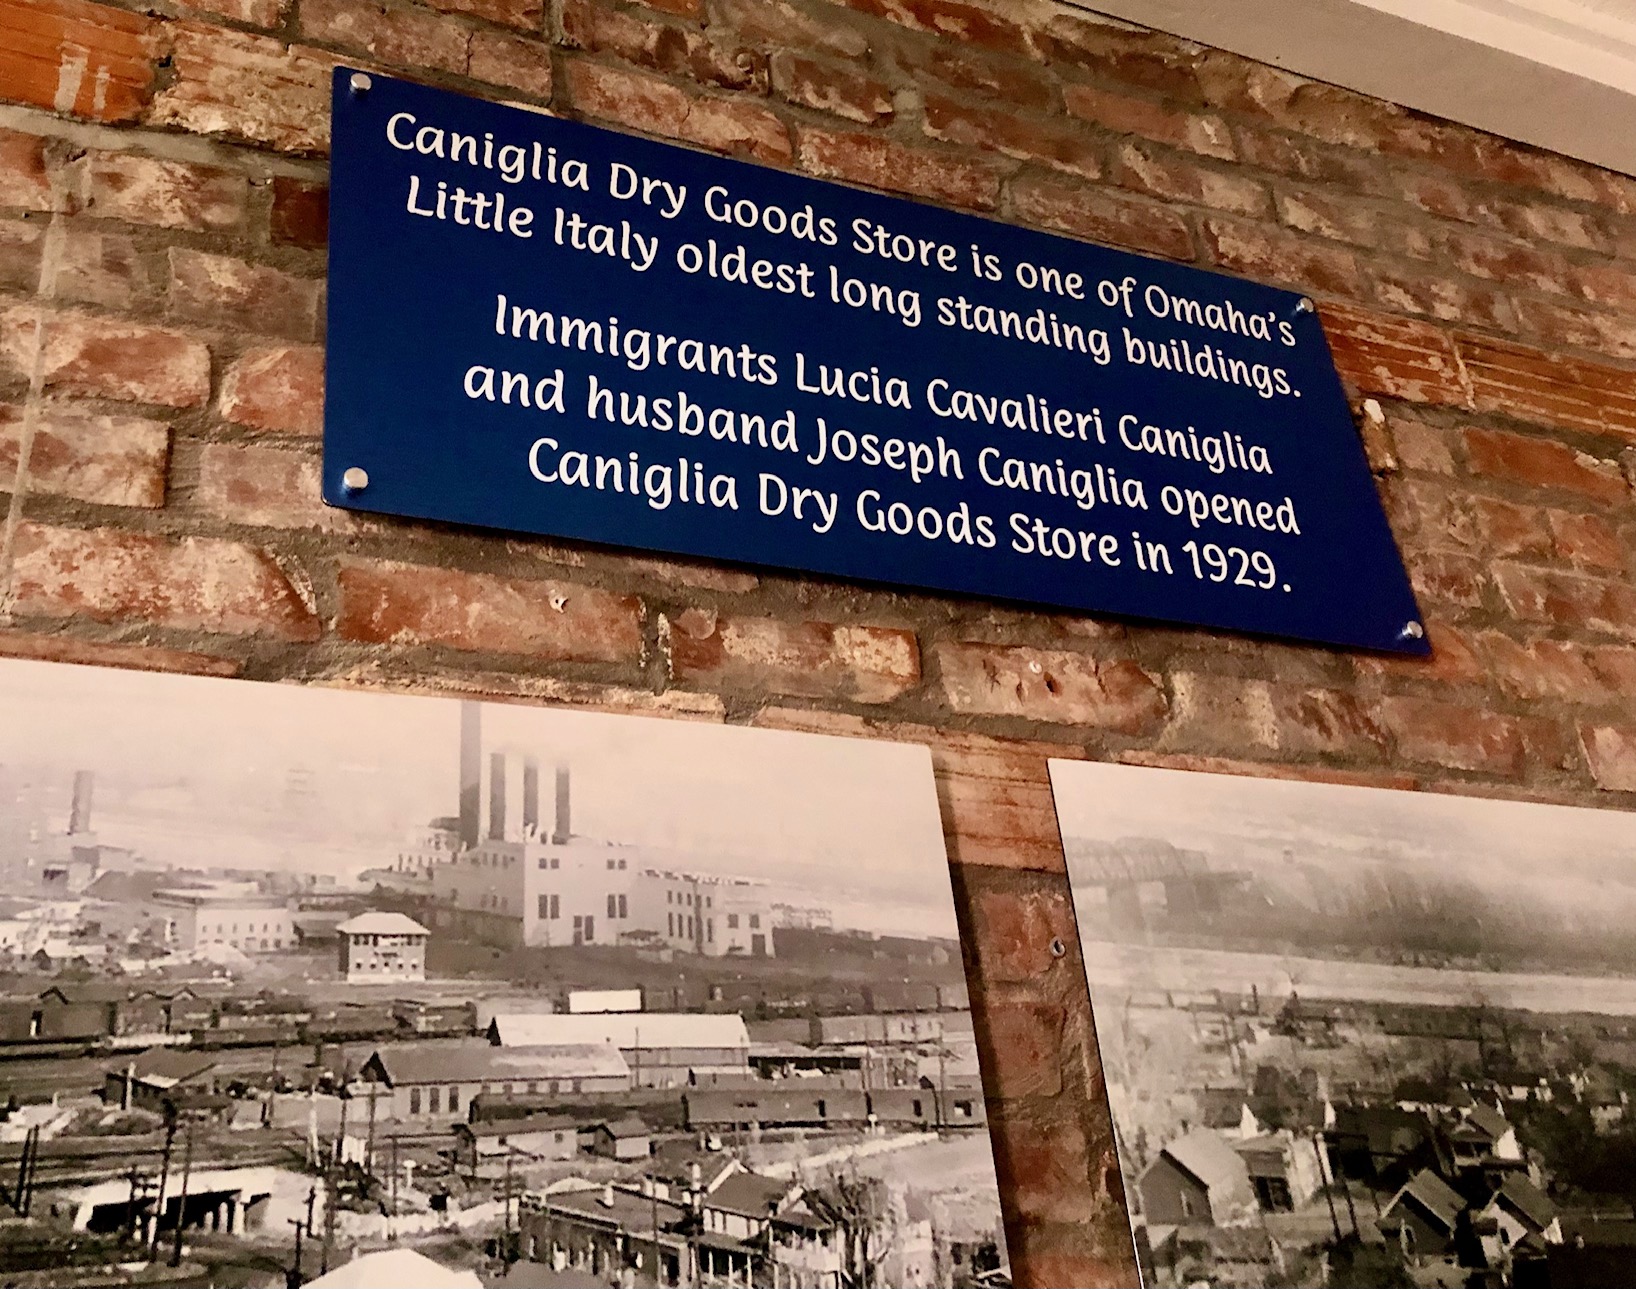 Caniglia Dry Goods Store is one of Omaha's
Little Italy oldest long standing buildings.
Immigrants Lucia Cavalieri Caniglia
and husband Joseph Caniglia opened
Caniglia Dry Goods Store in 1929.